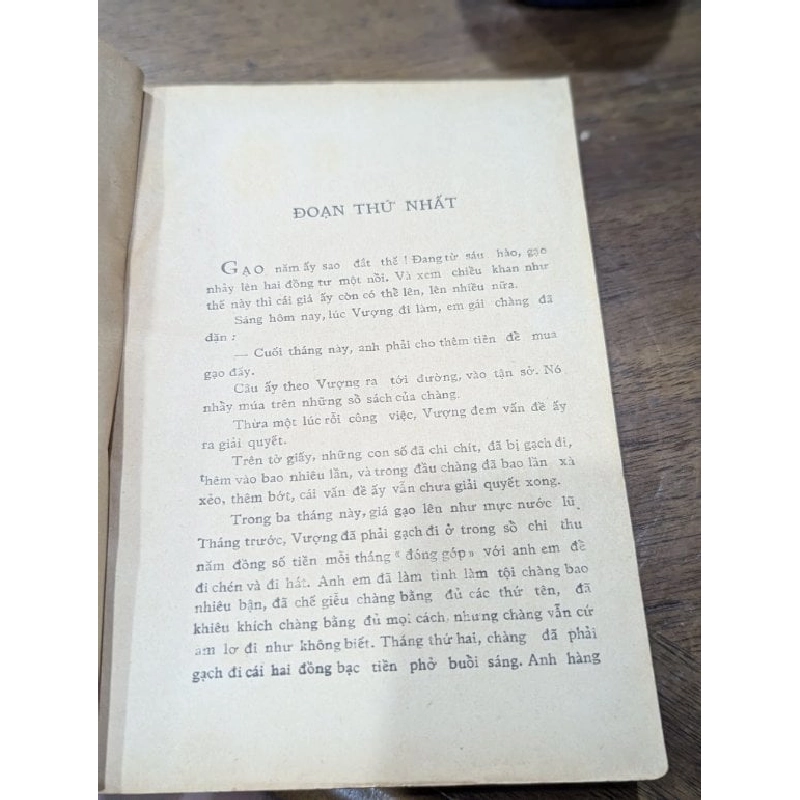 ĐOẠN THỨ NHẤT
GẠO năm ấy sao đắt thế ! Đang từ sáu hào, gạo
nhảy lên hai đồng tư một nồi. Và xem chiều khan như
thế này thì cái giá ấy còn có thể lên, lên nhiều nữa.
Sáng hôm nay, lúc Vượng đi làm, em gái chàng đã
dặn :
— Cuối tháng này, anh phải cho thêm tiền để mua
gạo đấy.
Câu ấy theo Vượng ra tới đường, vào tận sở. Nó
nhảy múa trên những sổ sách của chàng.
Thừa một lúc rỗi công việc, Vượng đem vấn đề ấy
ra giải quyết.
Trên tờ giấy, những con số đã chi chít, đã bị gạch đi,
thêm vào bao nhiêu lần, và trong đầu chàng đã bao lần xà
xẻo, thêm bớt, cái vấn đề ấy vẫn chưa giải quyết xong.
Trong ba tháng này, giá gạo lên như mực nước lũ.
Tháng trước, Vượng đã phải gạch đi ở trong sổ chi thu
năm đồng số tiền mỗi tháng « đóng góp » với anh em để
đi chén và đi hát. Anh em đã làm tình làm tội chàng bao
nhiêu bận, đã chế giễu chàng bằng đủ các thứ tên, đã
khiêu khích chàng bằng đủ mọi cách, nhưng chàng vẫn cứ
ầm lơ đi như không biết. Tháng thứ hai, chàng đã phải
gạch đi cái hai đồng bạc tiền phở buổi sáng. Anh hàng